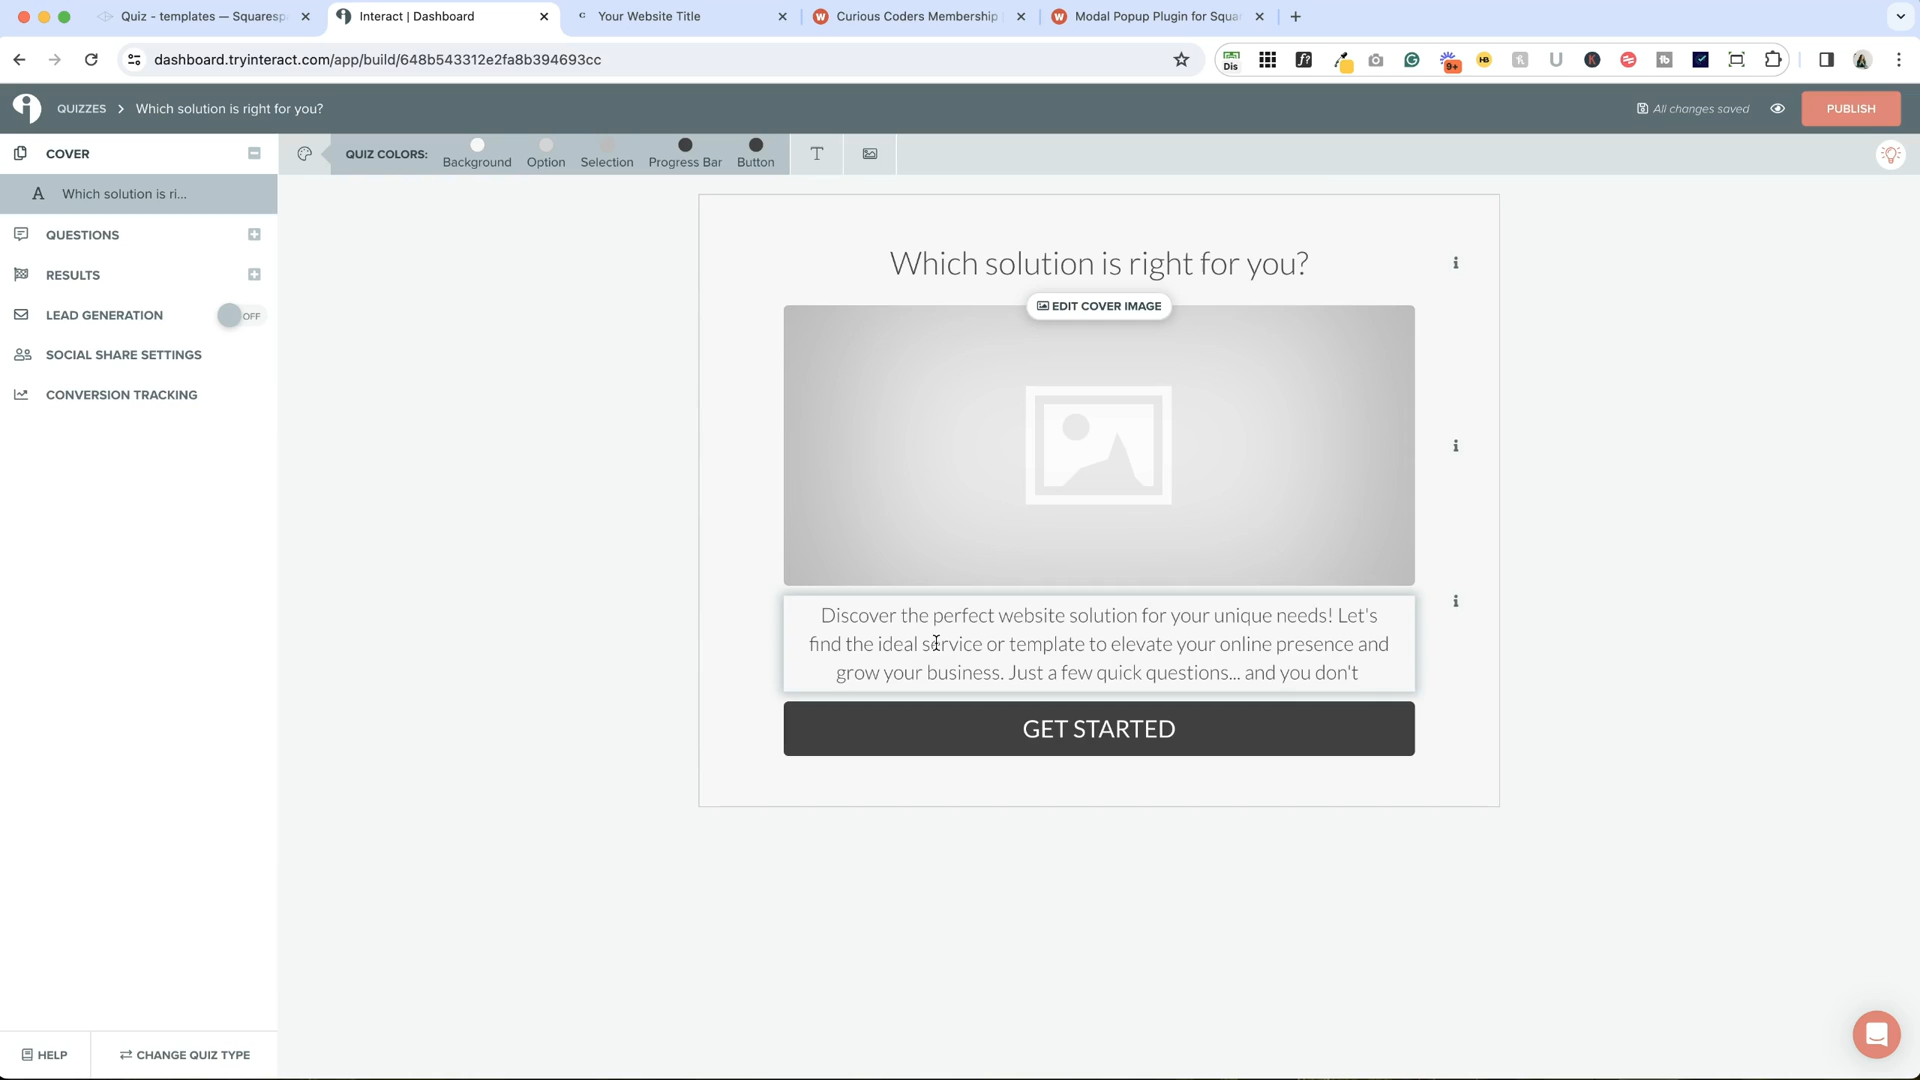 Quiz - templates — Squaresp
Interact | Dashboard
Your Website Title
Curious Coders Membership
Modal Popup Plugin for Squa
dashboard.tryinteract.com/app/build/648b543312e2fa8b394693cc
Dis
f?
9+
HB
U
K
tb
QUIZZES
Which solution is right for you?
All changes saved
PUBLISH
COVER
QUIZ COLORS:
Background
Option
Selection
Progress Bar
Button
T
A
Which solution is ri...
QUESTIONS
RESULTS
LEAD GENERATION
OFF
SOCIAL SHARE SETTINGS
CONVERSION TRACKING
Which solution is right for you?
EDIT COVER IMAGE
Discover the perfect website solution for your unique needs! Let's
find the ideal service or template to elevate your online presence and
grow your business. Just a few quick questions... and you don't
GET STARTED
HELP
CHANGE QUIZ TYPE